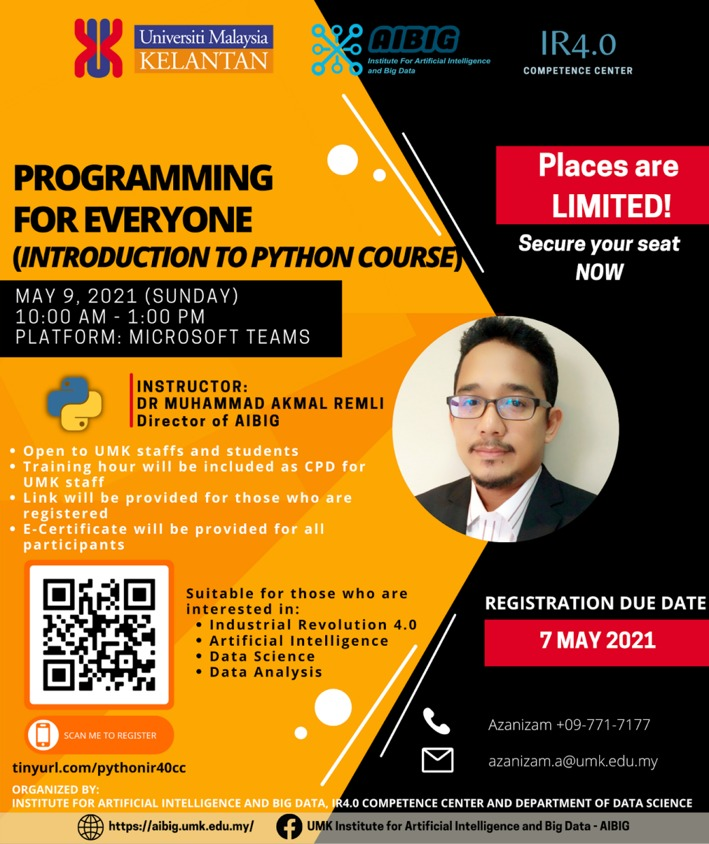 Universiti Malaysia
KELANTAN
AIBIG
Institute For Artificial Intelligence
and Big Data
IR4.0
COMPETENCE CENTER
Places are
LIMITED!
Secure your seat
NOW
PROGRAMMING
FOR EVERYONE
(INTRODUCTION TO PYTHON COURSE)
MAY 9, 2021 (SUNDAY)
10:00 AM - 1:00 PM
PLATFORM: MICROSOFT TEAMS
INSTRUCTOR:
DR MUHAMMAD AKMAL REMLI
Director of AIBIG
• Open to UMK staffs and students
• Training hour will be included as CPD for
UMK staff
• Link will be provided for those who are
registered
• E-Certificate will be provided for all
participants
Suitable for those who are
interested in:
• Industrial Revolution 4.0
• Artificial Intelligence
• Data Science
• Data Analysis
SCAN ME TO REGISTER
tinyurl.com/pythonir40cc
REGISTRATION DUE DATE
7 MAY 2021
Azanizam +09-771-7177
azanizam.a@umk.edu.my
ORGANIZED BY:
INSTITUTE FOR ARTIFICIAL INTELLIGENCE AND BIG DATA, IR4.0 COMPETENCE CENTER AND DEPARTMENT OF DATA SCIENCE
https://aibig.umk.edu.my/
UMK Institute for Artificial Intelligence and Big Data - AIBIG